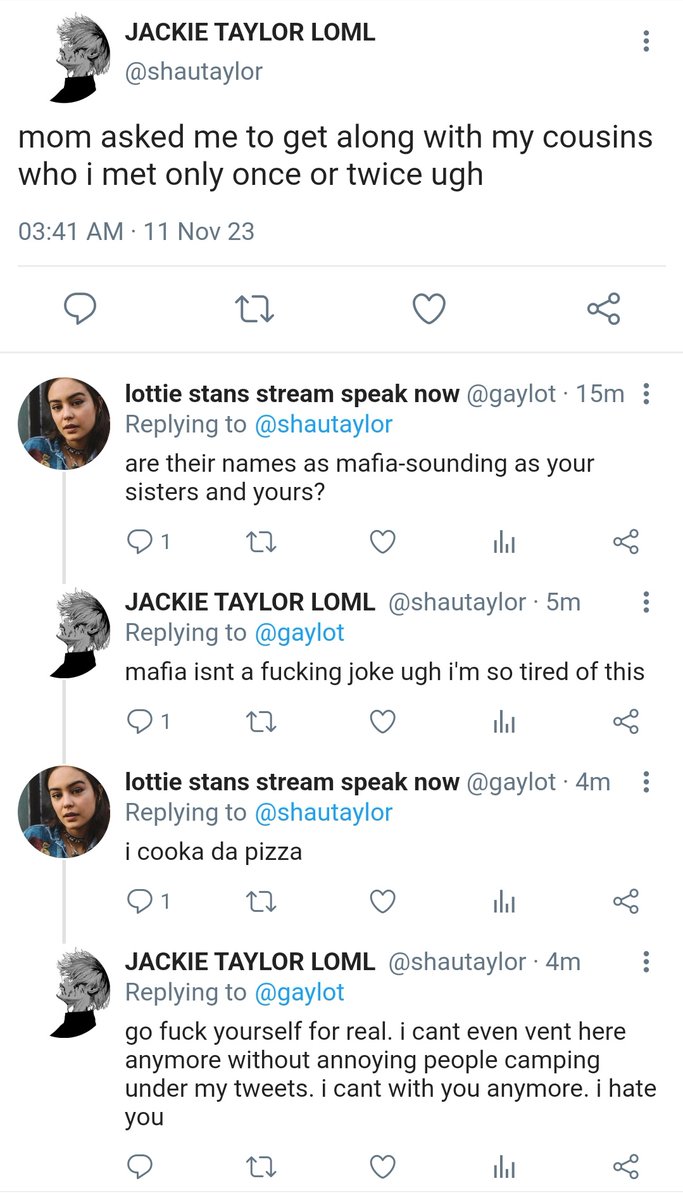 JACKIE TAYLOR LOML
@shautaylor
mom asked me to get along with my cousins
who i met only once or twice ugh
03:41 AM · 11 Nov 23
lottie stans stream speak now @gaylot · 15m
Replying to @shautaylor
are their names as mafia-sounding as your
sisters and yours?
1
JACKIE TAYLOR LOML @shautaylor · 5m
Replying to @gaylot
mafia isnt a fucking joke ugh i'm so tired of this
1
lottie stans stream speak now @gaylot · 4m
Replying to @shautaylor
i cooka da pizza
1
JACKIE TAYLOR LOML @shautaylor · 4m
Replying to @gaylot
go fuck yourself for real. i cant even vent here
anymore without annoying people camping
under my tweets. i cant with you anymore. i hate
you